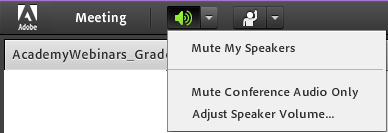 Adobe
Meeting
AcademyWebinars_Grad
Mute My Speakers
Mute Conference Audio Only
Adjust Speaker Volume...